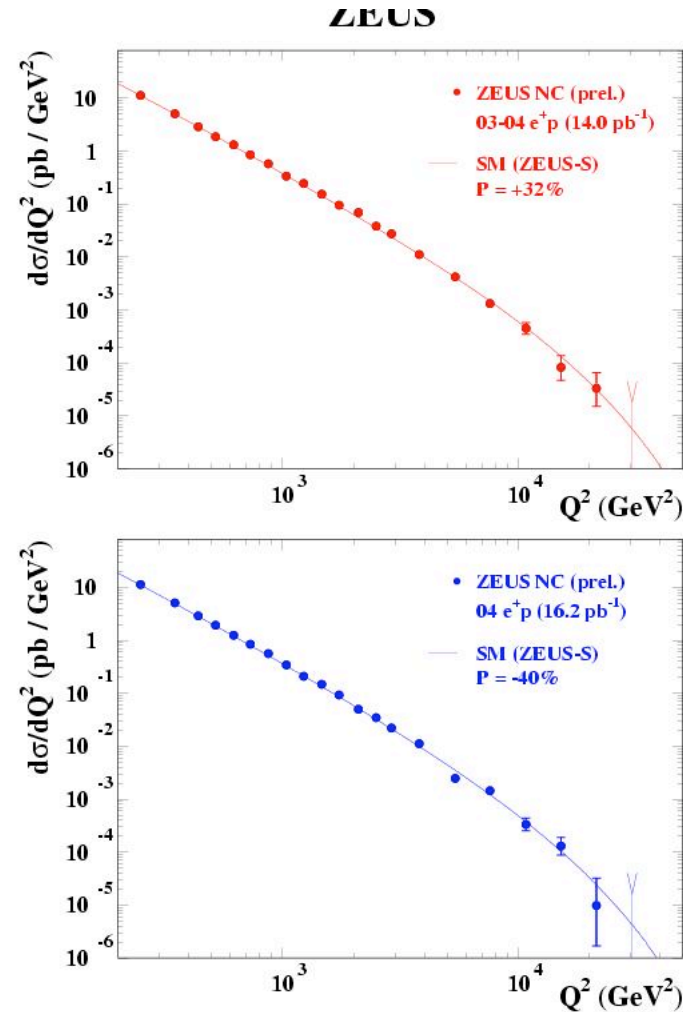 ZEUS
dσ/dQ² (pb / GeV²)
10
1
10⁻¹
10⁻²
10⁻³
10⁻⁴
10⁻⁵
10⁻⁶
ZEUS NC (prel.)
03-04 e⁺p (14.0 pb⁻¹)
SM (ZEUS-S)
P = +32%
10³
10⁴
Q² (GeV²)
dσ/dQ² (pb / GeV²)
10
1
10⁻¹
10⁻²
10⁻³
10⁻⁴
10⁻⁵
10⁻⁶
ZEUS NC (prel.)
04 e⁺p (16.2 pb⁻¹)
SM (ZEUS-S)
P = -40%
10³
10⁴
Q² (GeV²)